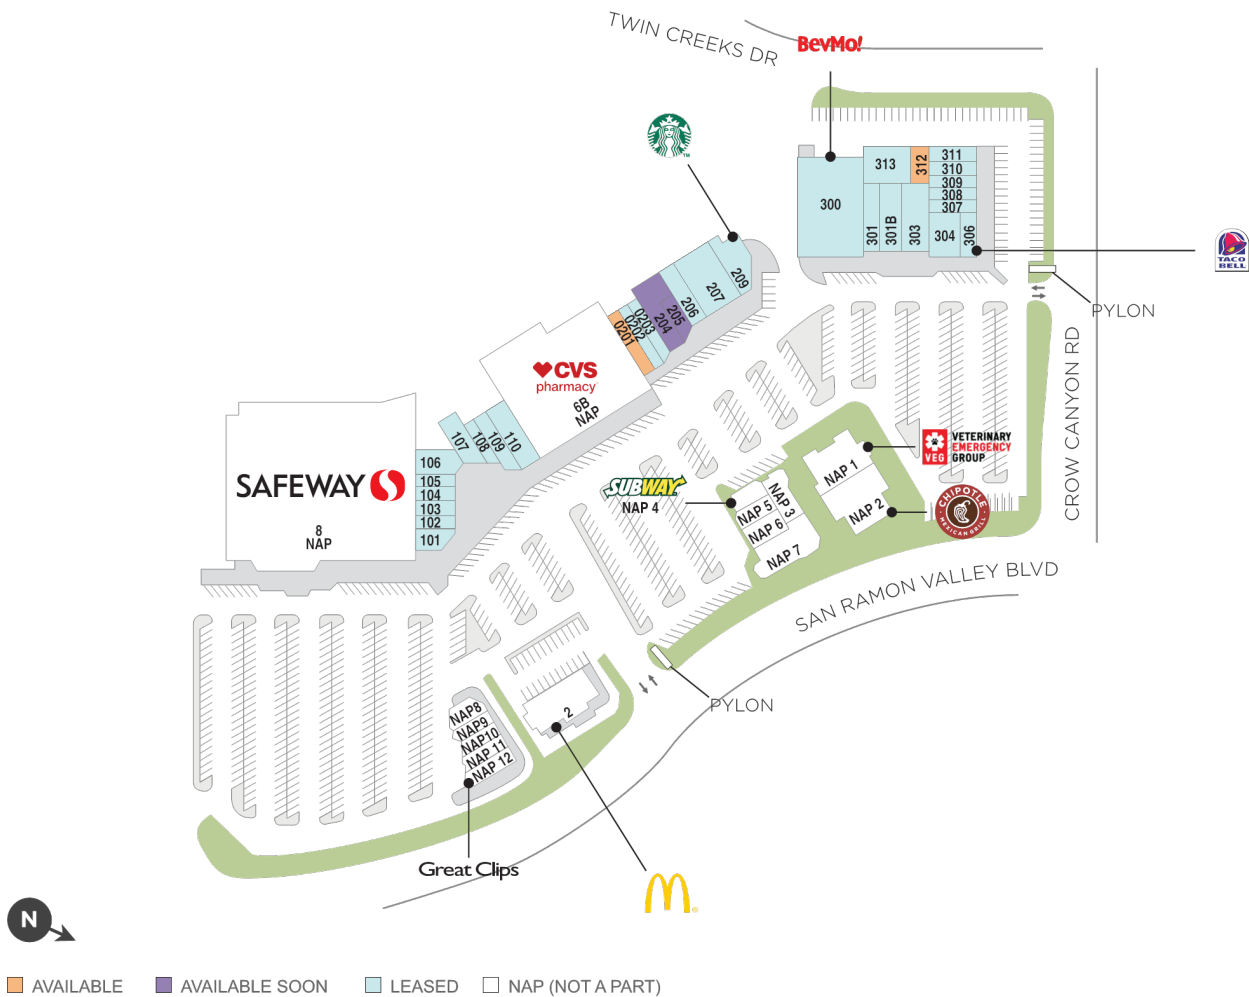 TWIN CREEKS DR
BevMo!
TM
313
312
311
310
309
308
307
300
301
301B
303
304
306
TACO
BELL
PYLON
CROW CANYON RD
209
207
206
205
204
0203
0202
0201
CVS
pharmacy
6B
NAP
110
109
108
107
106
105
104
103
102
101
SAFEWAY
8
NAP
VEG
VETERINARY
EMERGENCY
GROUP
NAP 1
NAP 2
CHIPOTLE
MEXICAN GRILL
SUBWAY
NAP 4
NAP 5
NAP 3
NAP 6
NAP 7
SAN RAMON VALLEY BLVD
PYLON
2
NAP8
NAP9
NAP10
NAP 11
NAP 12
Great Clips
N
AVAILABLE
AVAILABLE SOON
LEASED
NAP (NOT A PART)